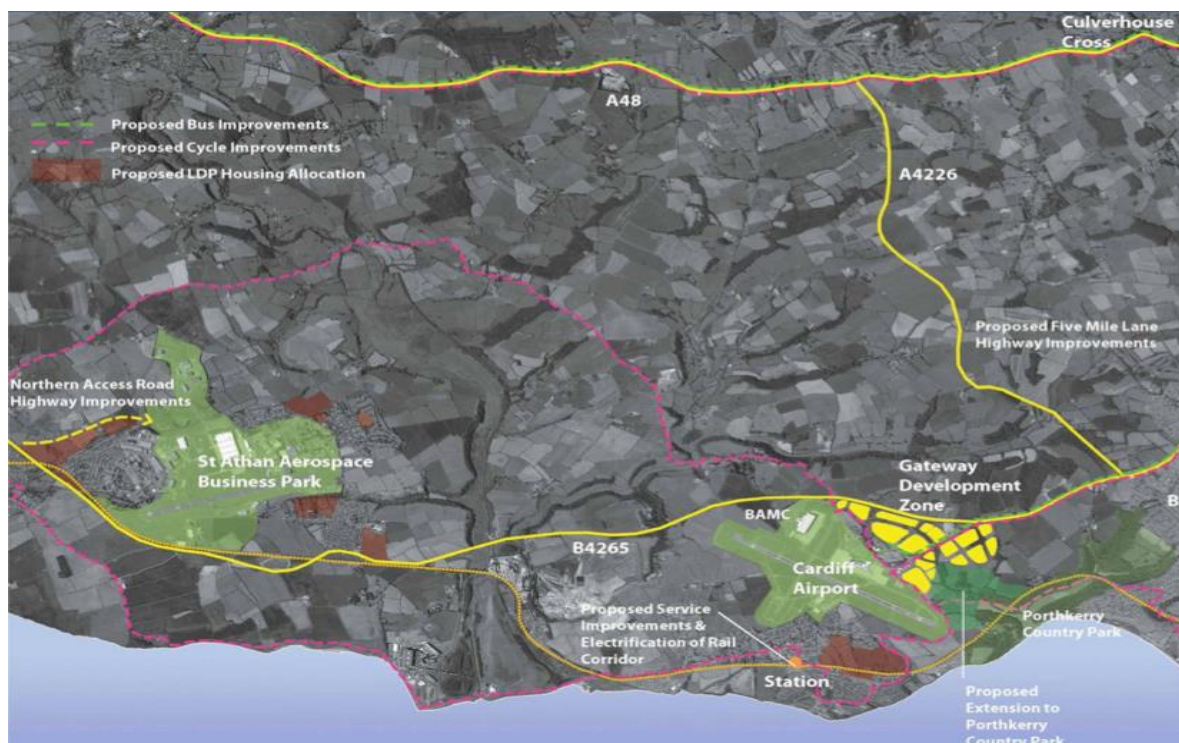 Culverhouse
Cross
A48
Proposed Bus Improvements
Proposed Cycle Improvements
Proposed LDP Housing Allocation
A4226
Proposed Five Mile Lane
Highway Improvements
Northern Access Road
Highway Improvements
St Athan Aerospace
Business Park
Gateway
Development
Zone
B
BAMC
B4265
Cardiff
Airport
Proposed Service
Improvements &
Electrification of Rail
Corridor
Porthkerry
Country Park
Station
Proposed
Extension to
Porthkerry
Country Park